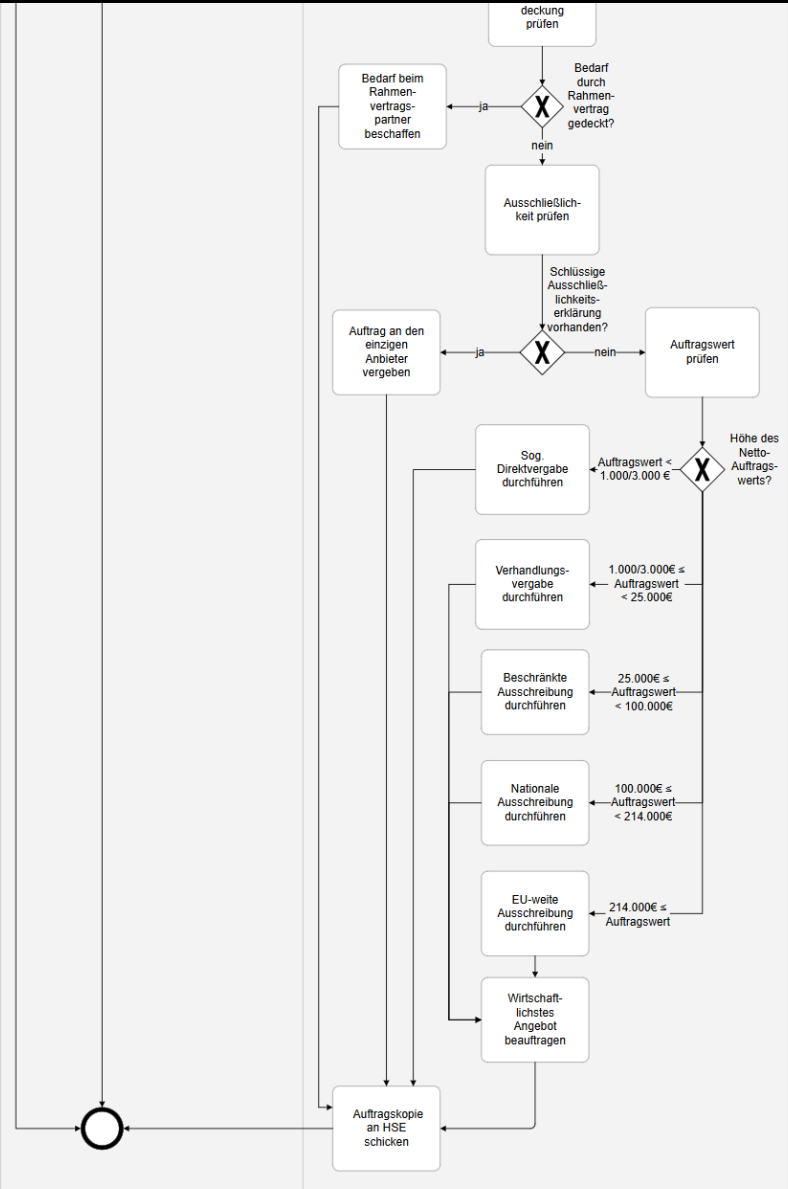 deckung
prüfen
Bedarf
durch
Rahmen-
vertrag
gedeckt?
Bedarf beim
Rahmen-
vertrags-
partner
beschaffen
ja
nein
Ausschließlich-
keit prüfen
Schlüssige
Ausschließ-
lichkeits-
erklärung
vorhanden?
Auftrag an den
einzigen
Anbieter
vergeben
ja
nein
Auftragswert
prüfen
Höhe des
Netto-
Auftrags-
werts?
Sog.
Direktvergabe
durchführen
Auftragswert <
1.000/3.000 €
Verhandlungs-
vergabe
durchführen
1.000/3.000€ ≤
Auftragswert
< 25.000€
Beschränkte
Ausschreibung
durchführen
25.000€ ≤
Auftragswert
< 100.000€
Nationale
Ausschreibung
durchführen
100.000€ ≤
Auftragswert
< 214.000€
EU-weite
Ausschreibung
durchführen
214.000€ ≤
Auftragswert
Wirtschaft-
lichstes
Angebot
beauftragen
Auftragskopie
an HSE
schicken